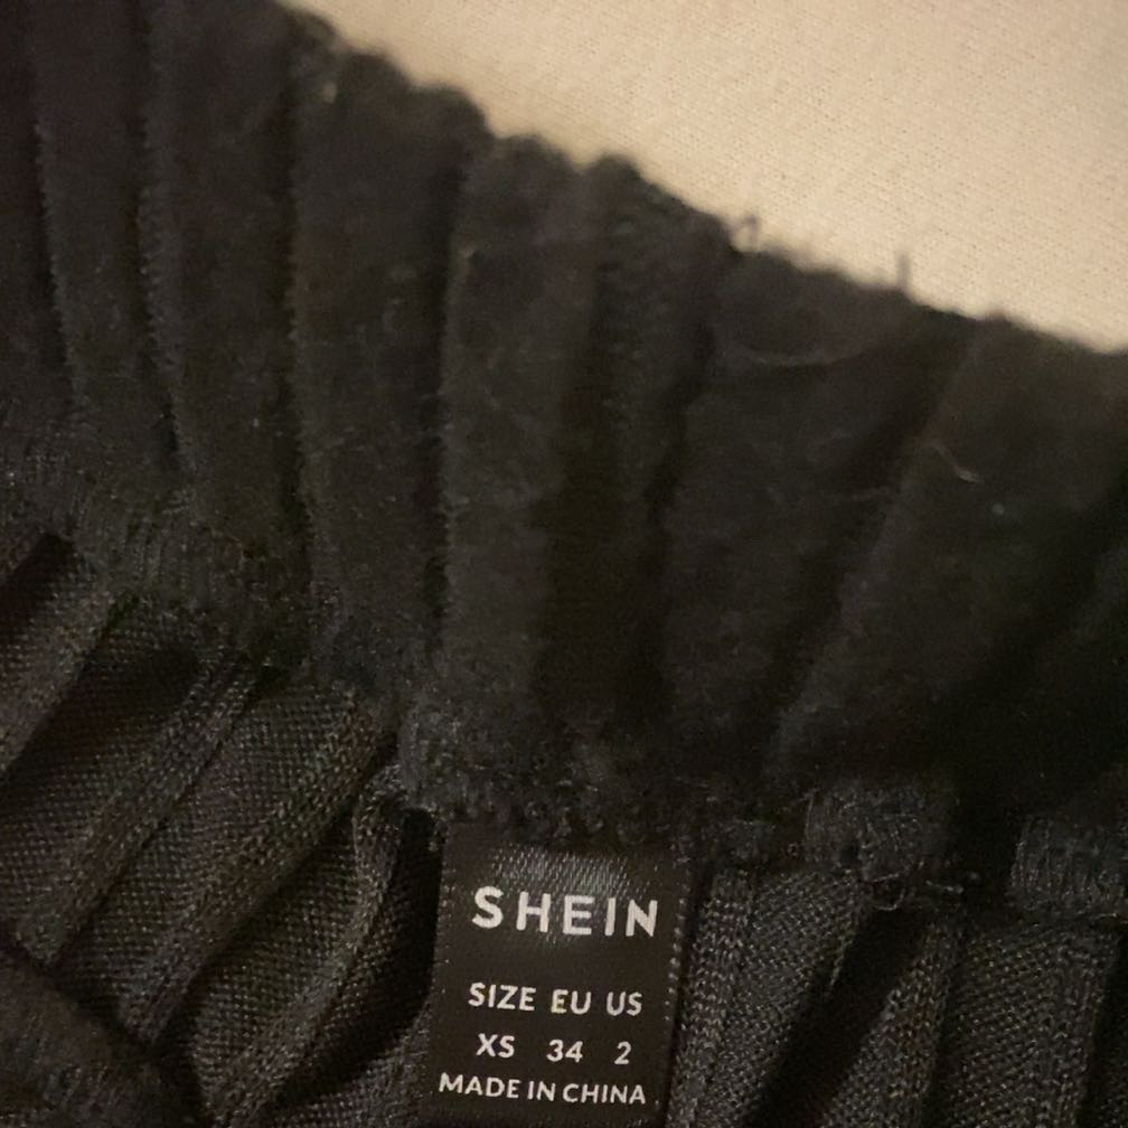 SHEIN
SIZE EU US
XS 34 2
MADE IN CHINA